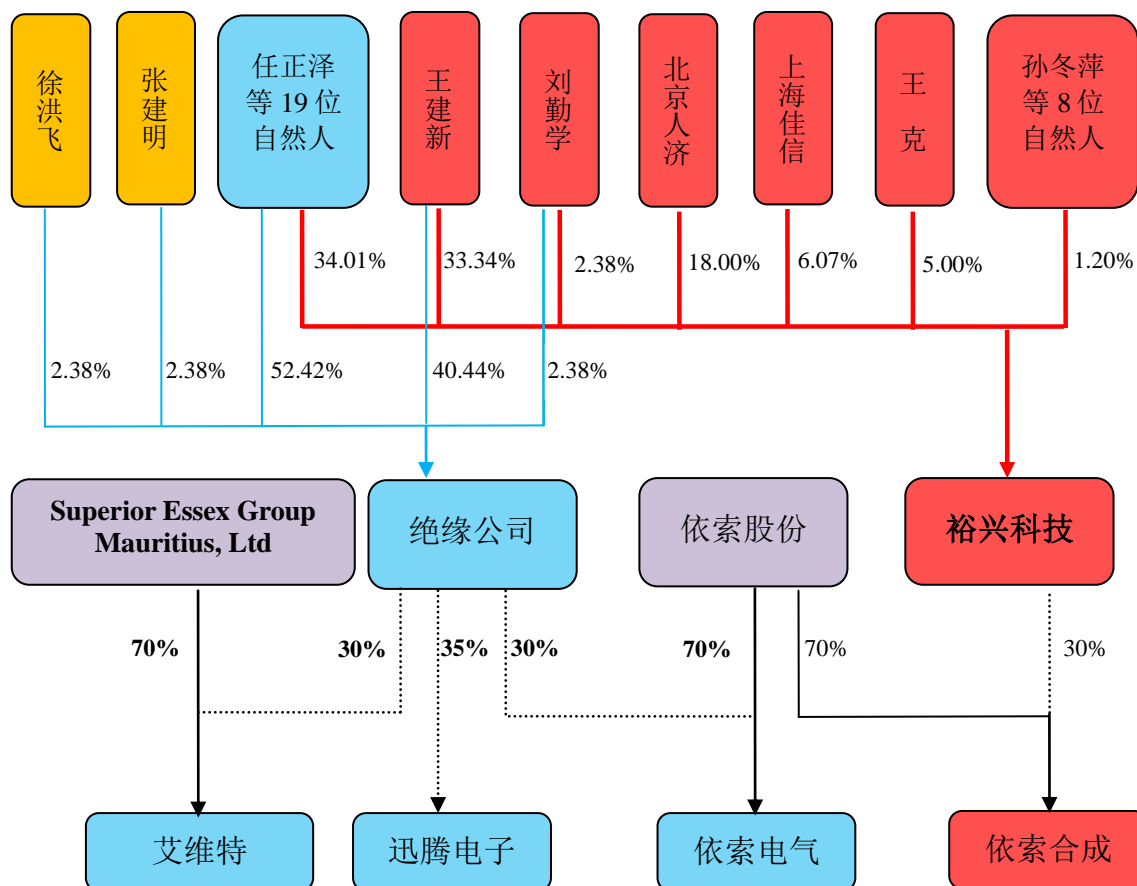 徐洪飞
张建明
任正泽
等 19 位
自然人
王建新
刘勤学
北京人济
上海佳信
王 克
孙冬萍
等 8 位
自然人
34.01%
33.34%
2.38%
18.00%
6.07%
5.00%
1.20%
2.38%
2.38%
52.42%
40.44%
2.38%
Superior Essex Group
Mauritius, Ltd
绝缘公司
依索股份
裕兴科技
70%
30%
35%
30%
70%
70%
30%
艾维特
迅腾电子
依索电气
依索合成